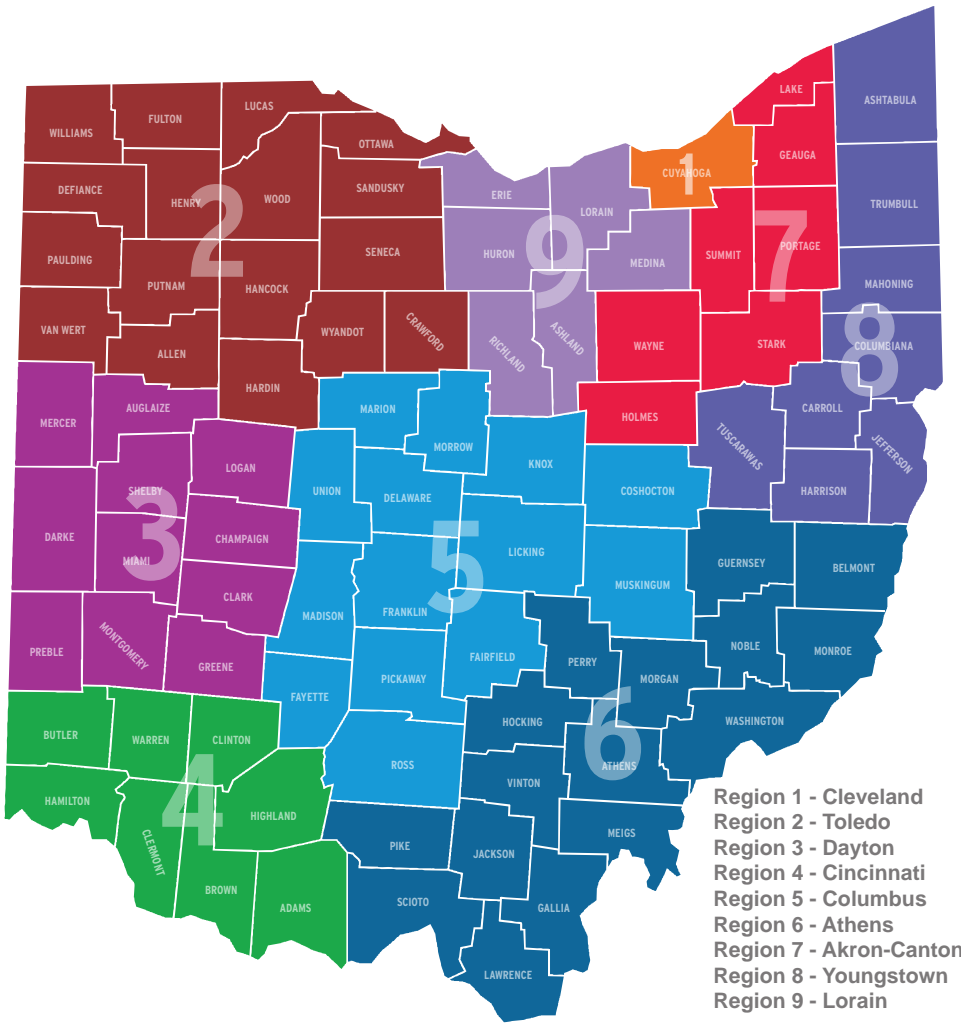 LAKE
ASHTABULA
LUCAS
FULTON
WILLIAMS
OTTAWA
GEAUGA
1
CUYAHOGA
SANDUSKY
DEFIANCE
ERIE
HENRY
WOOD
LORAIN
TRUMBULL
2
9
7
PORTAGE
SENECA
HURON
SUMMIT
PAULDING
MEDINA
PUTNAM
HANCOCK
MAHONING
VAN WERT
WYANDOT
CRAWFORD
ASHLAND
RICHLAND
WAYNE
STARK
8
COLUMBIANA
ALLEN
HARDIN
AUGLAIZE
MARION
CARROLL
MERCER
HOLMES
MORROW
TUSCARAWAS
JEFFERSON
LOGAN
KNOX
SHELBY
UNION
DELAWARE
COSHOCTON
HARRISON
3
DARKE
CHAMPAIGN
5
LICKING
MIAMI
GUERNSEY
BELMONT
CLARK
MUSKINGUM
MADISON
FRANKLIN
MONTGOMERY
PREBLE
GREENE
FAIRFIELD
PERRY
NOBLE
MONROE
PICKAWAY
MORGAN
FAYETTE
HOCKING
WASHINGTON
BUTLER
WARREN
CLINTON
6
ROSS
ATHENS
VINTON
HAMILTON
4
HIGHLAND
MEIGS
CLERMONT
PIKE
JACKSON
BROWN
ADAMS
SCIOTO
GALLIA
LAWRENCE
Region 1 - Cleveland
Region 2 - Toledo
Region 3 - Dayton
Region 4 - Cincinnati
Region 5 - Columbus
Region 6 - Athens
Region 7 - Akron-Canton
Region 8 - Youngstown
Region 9 - Lorain